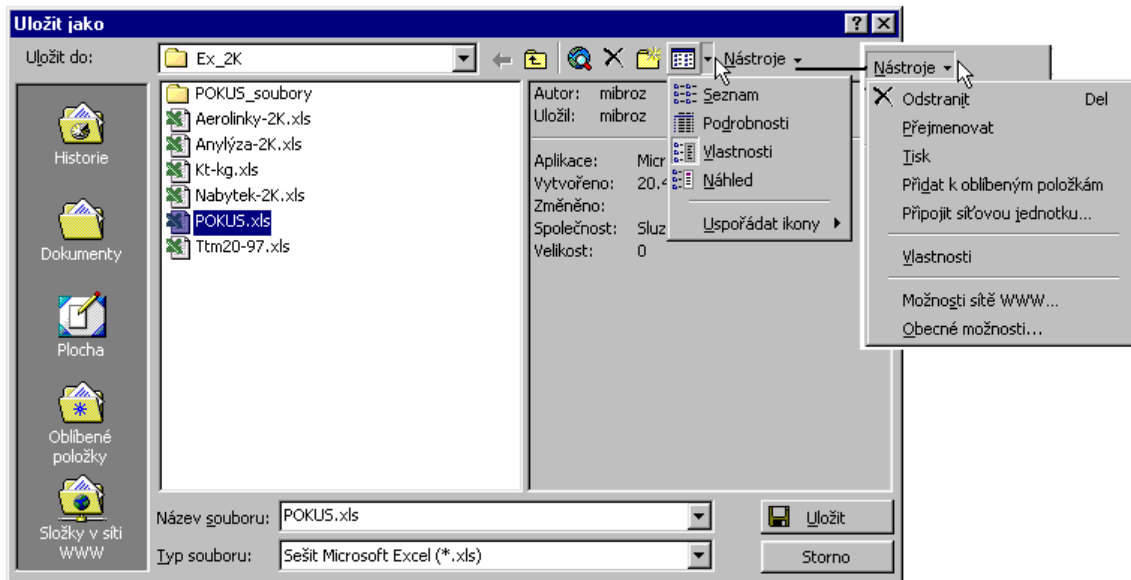 Uložit jako
Uložit do:
Ex_2K
Nástroje
Historie
Dokumenty
Plocha
Oblíbené
položky
Složky v síti
WWW
POKUS_soubory
Aerolinky-2K.xls
Anylýza-2K.xls
Kt-kg.xls
Nabytek-2K.xls
POKUS.xls
Ttm20-97.xls
Autor: mibroz
Uložil: mibroz
Aplikace: Micr
Vytvořeno: 20.4
Změněno:
Společnost: Sluz
Velikost: 0
Seznam
Podrobnosti
Vlastnosti
Náhled
Uspořádat ikony
Nástroje
Odstranit Del
Přejmenovat
Tisk
Přidat k oblíbeným položkám
Připojit síťovou jednotku...
Vlastnosti
Možnosti sítě WWW...
Obecné možnosti...
Název souboru: POKUS.xls
Uložit
Typ souboru: Sešit Microsoft Excel (*.xls)
Storno